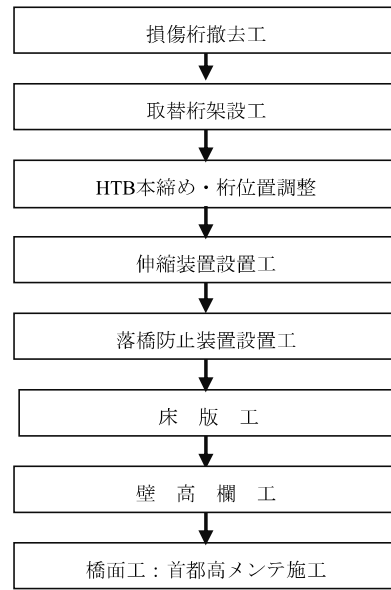 損傷桁撤去工
取替桁架設工
HTB本締め・桁位置調整
伸縮装置設置工
落橋防止装置設置工
床　版　工
壁　高　欄　工
橋面工：首都高メンテ施工